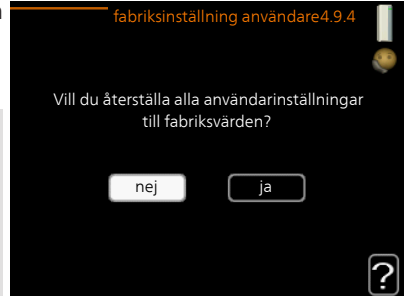 fabriksinställning användare4.9.4
Vill du återställa alla användarinställningar
till fabriksvärden?
nej
ja
?